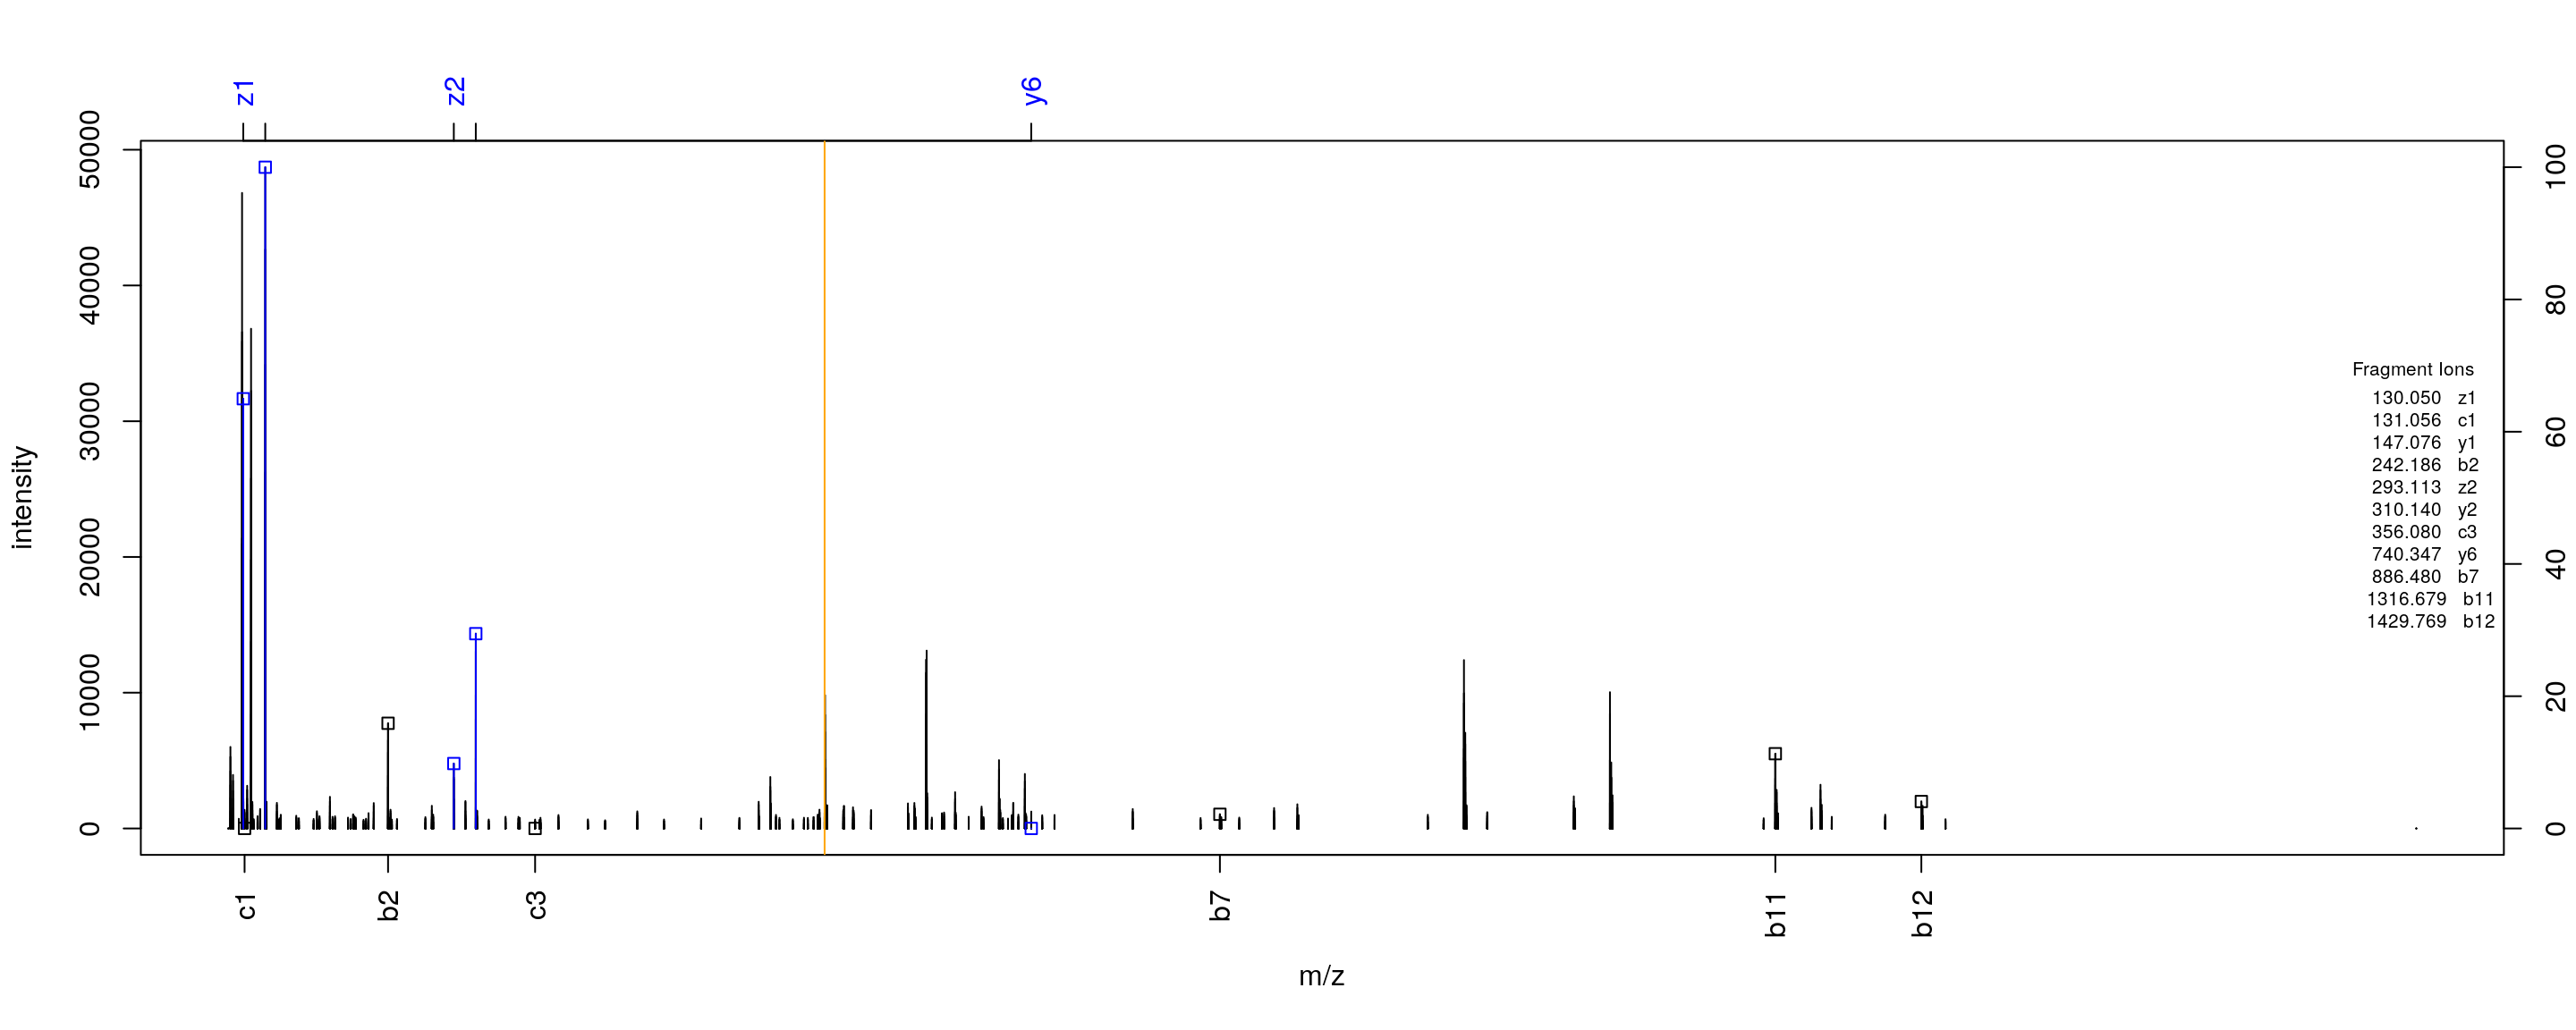 z1 z2 y6
50000
40000
30000
20000
10000
0
intensity
100
80
60
40
20
0
Fragment Ions
130.050 z1
131.056 c1
147.076 y1
242.186 b2
293.113 z2
310.140 y2
356.080 c3
740.347 y6
886.480 b7
1316.679 b11
1429.769 b12
c1 b2 c3 b7 b11 b12
m/z